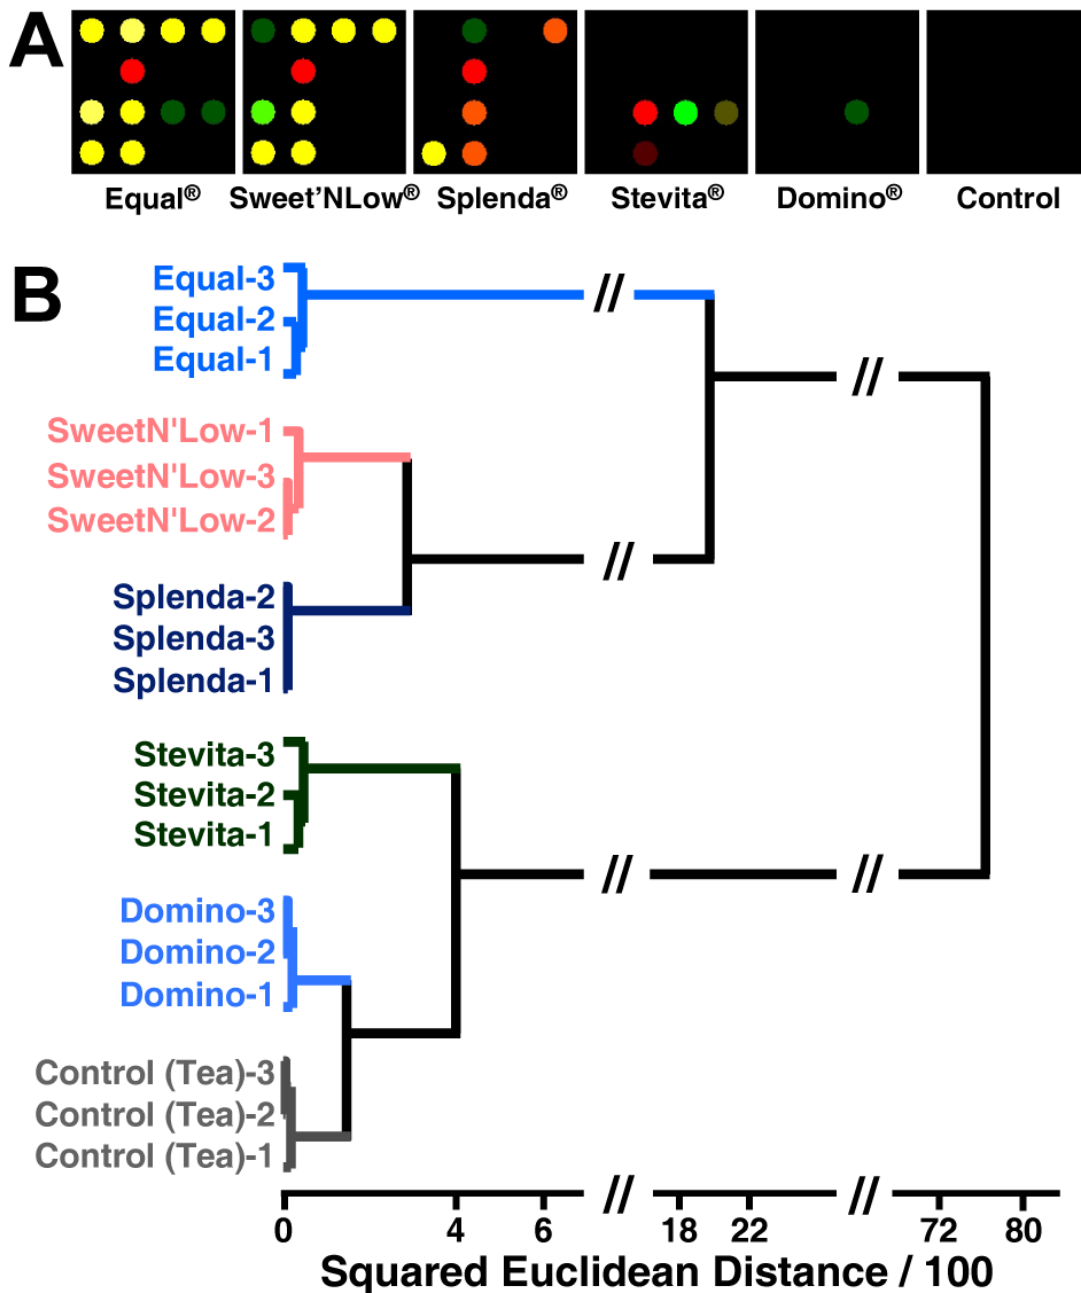 A
Equal® Sweet'NLow® Splenda® Stevita® Domino® Control
B
Equal-3
Equal-2
Equal-1
SweetN'Low-1
SweetN'Low-3
SweetN'Low-2
Splenda-2
Splenda-3
Splenda-1
Stevita-3
Stevita-2
Stevita-1
Domino-3
Domino-2
Domino-1
Control (Tea)-3
Control (Tea)-2
Control (Tea)-1
0 4 6 18 22 72 80
Squared Euclidean Distance / 100